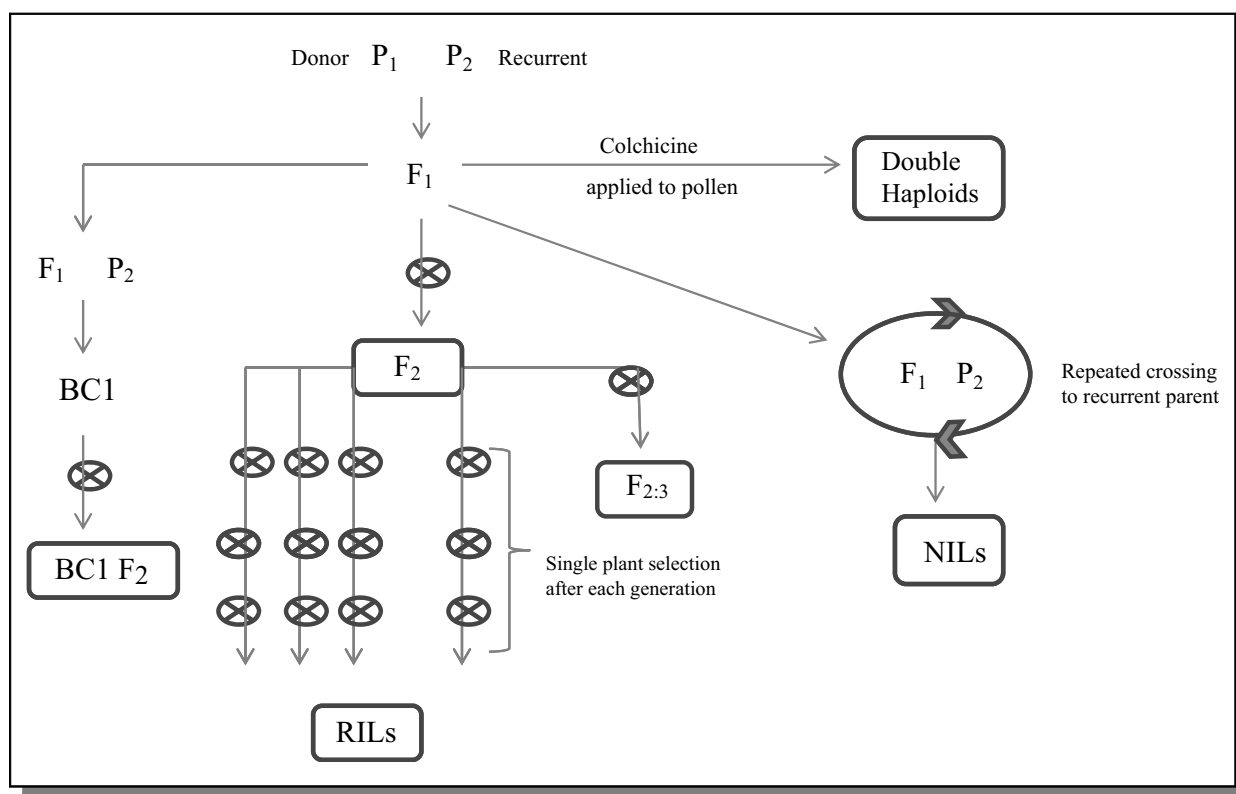 Donor P₁ P₂ Recurrent
Colchicine
applied to pollen
F₁
Double
Haploids
F₁ P₂
F₂
F₁ P₂
Repeated crossing
to recurrent parent
BC1
F₂:₃
NILs
BC1 F₂
Single plant selection
after each generation
RILs